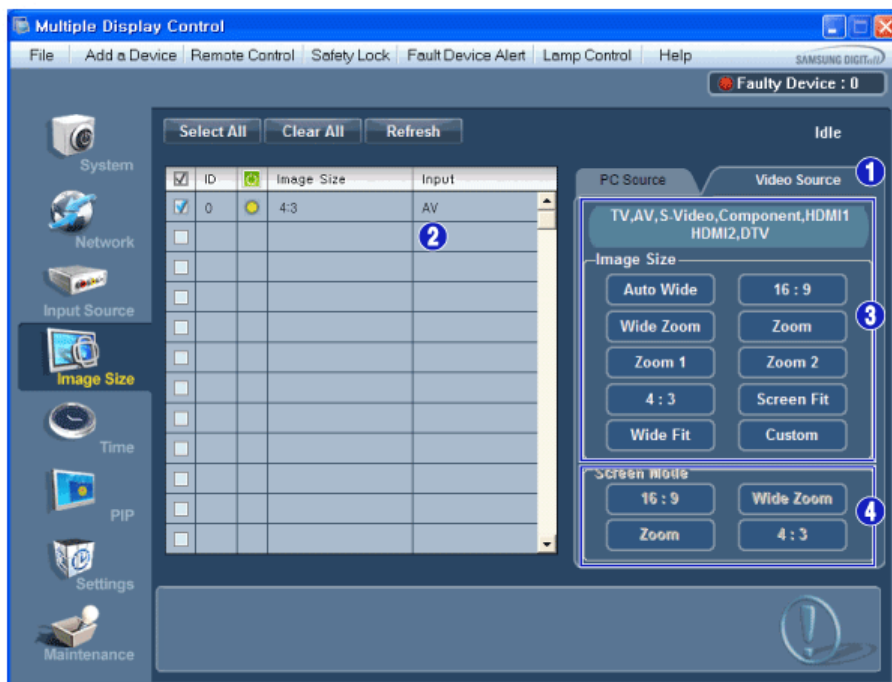 Multiple Display Control
File Add a Device Remote Control Safety Lock Fault Device Alert Lamp Control Help SAMSUNG DIGITall
Faulty Device : 0
Select All Clear All Refresh Idle
System
Network
Input Source
Image Size
Time
PIP
Settings
Maintenance
ID Image Size Input
0 4:3 AV
2
PC Source Video Source 1
TV,AV,S-Video,Component,HDMI1
HDMI2,DTV
Image Size
Auto Wide 16 : 9
3
Wide Zoom Zoom
Zoom 1 Zoom 2
4 : 3 Screen Fit
Wide Fit Custom
Screen Mode
16 : 9 Wide Zoom
4
Zoom 4 : 3